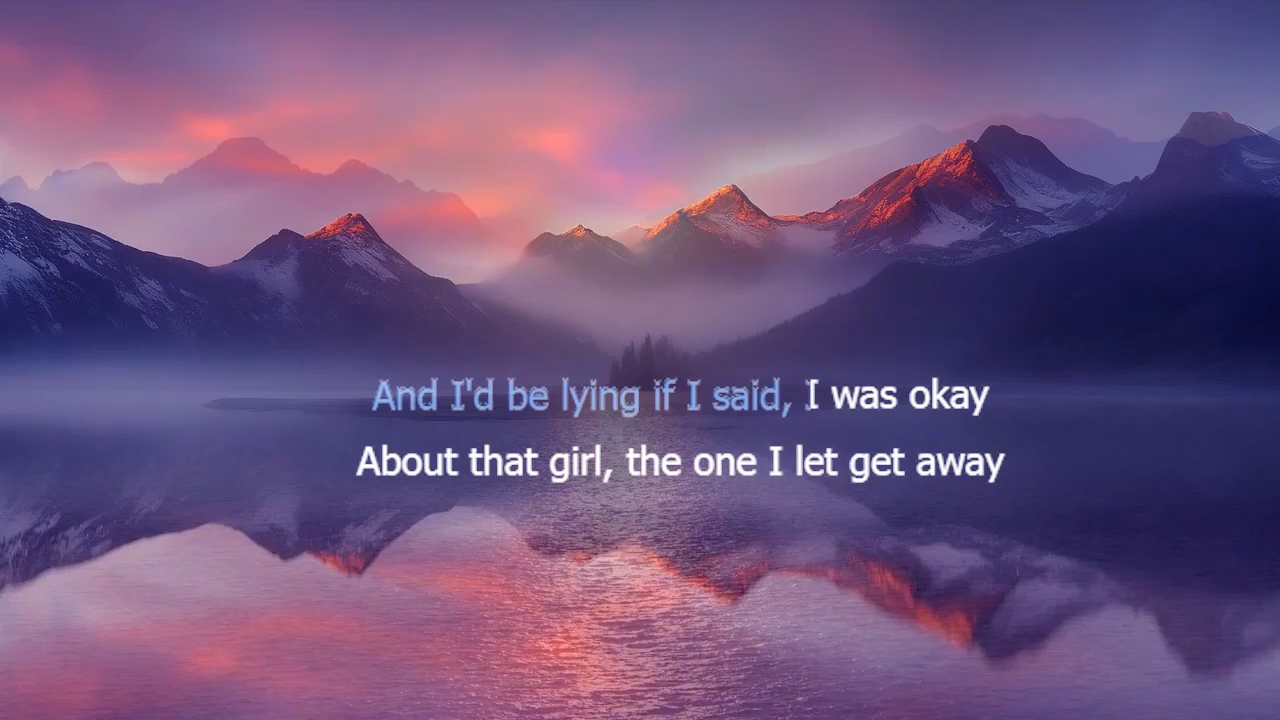 And I'd be lying if I said, I was okay
About that girl, the one I let get away